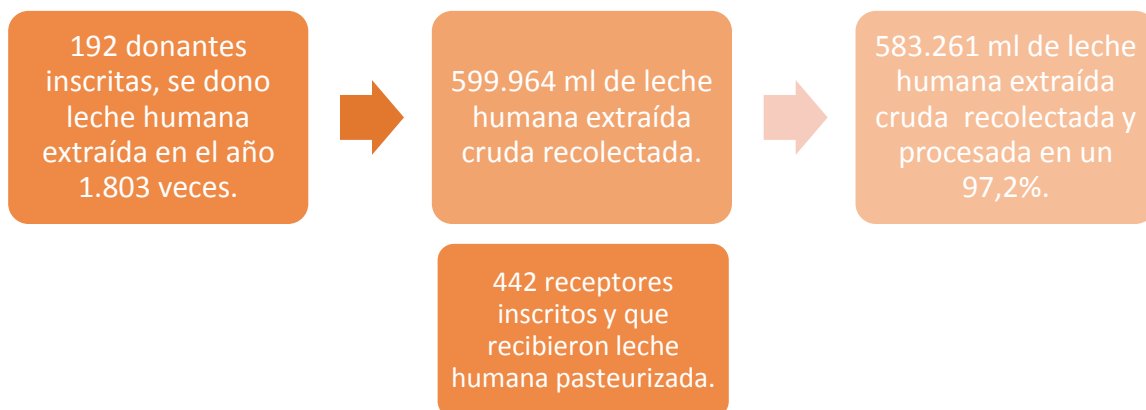 192 donantes
inscritas, se dono
leche humana
extraída en el año
1.803 veces.
599.964 ml de leche
humana extraída
cruda recolectada.
583.261 ml de leche
humana extraída
cruda recolectada y
procesada en un
97,2%.
442 receptores
inscritos y que
recibieron leche
humana pasteurizada.